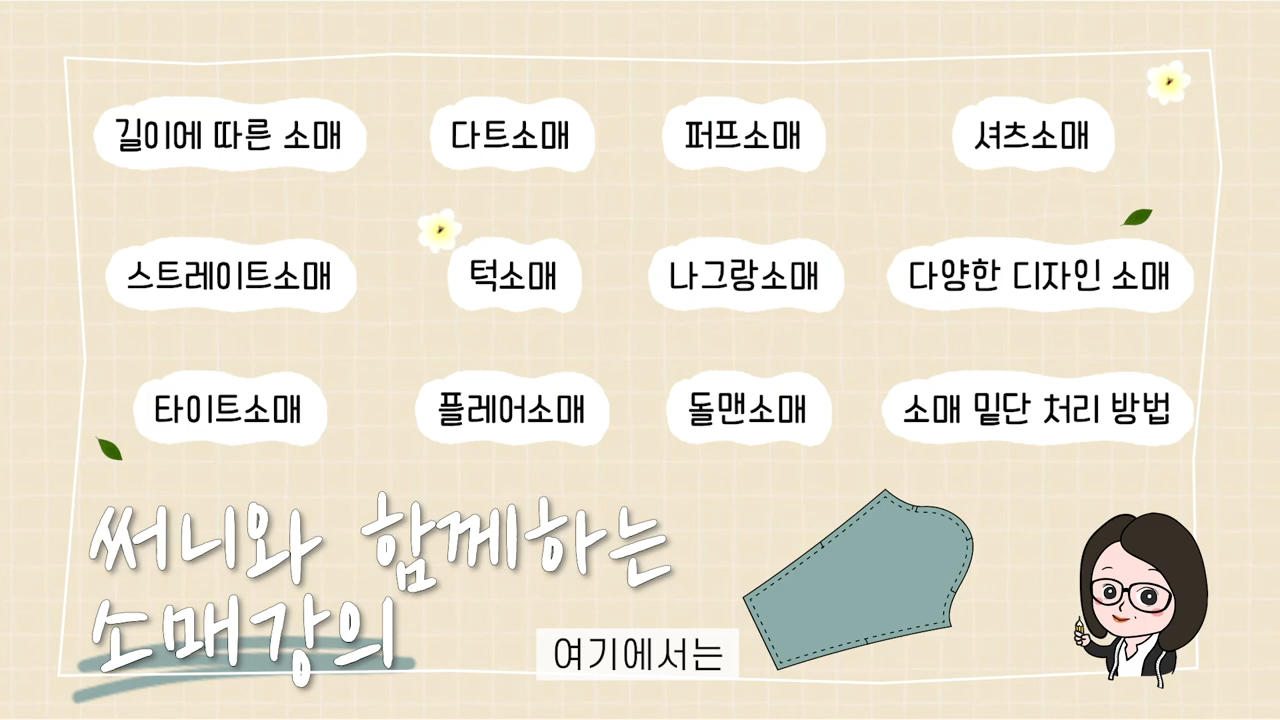 길이에 따른 소매
다트소매
퍼프소매
셔츠소매
스트레이트소매
턱소매
나그랑소매
다양한 디자인 소매
타이트소매
플레어소매
돌맨소매
소매 밑단 처리 방법
써니와 함께하는
소매강의
여기에서는